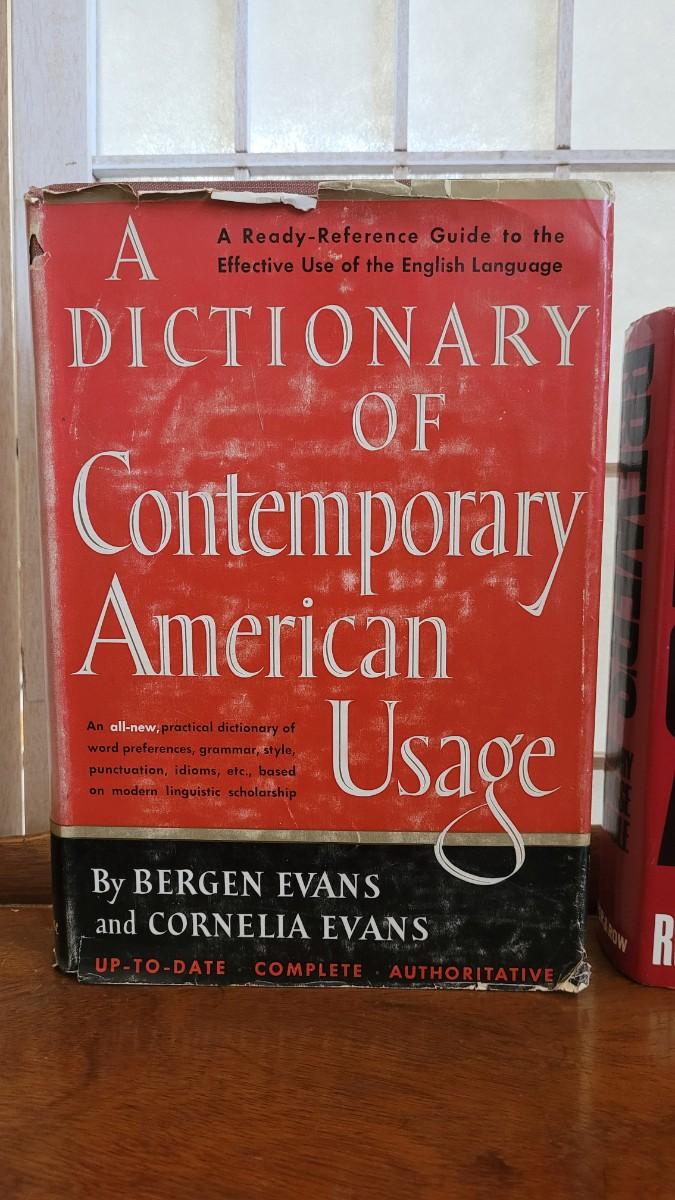 A
A Ready-Reference Guide to the
Effective Use of the English Language
DICTIONARY
OF
Contemporary
American
Usage
An all-new, practical dictionary of
word preferences, grammar, style,
punctuation, idioms, etc., based
on modern linguistic scholarship
By BERGEN EVANS
and CORNELIA EVANS
UP-TO-DATE · COMPLETE · AUTHORITATIVE
BREWER'S